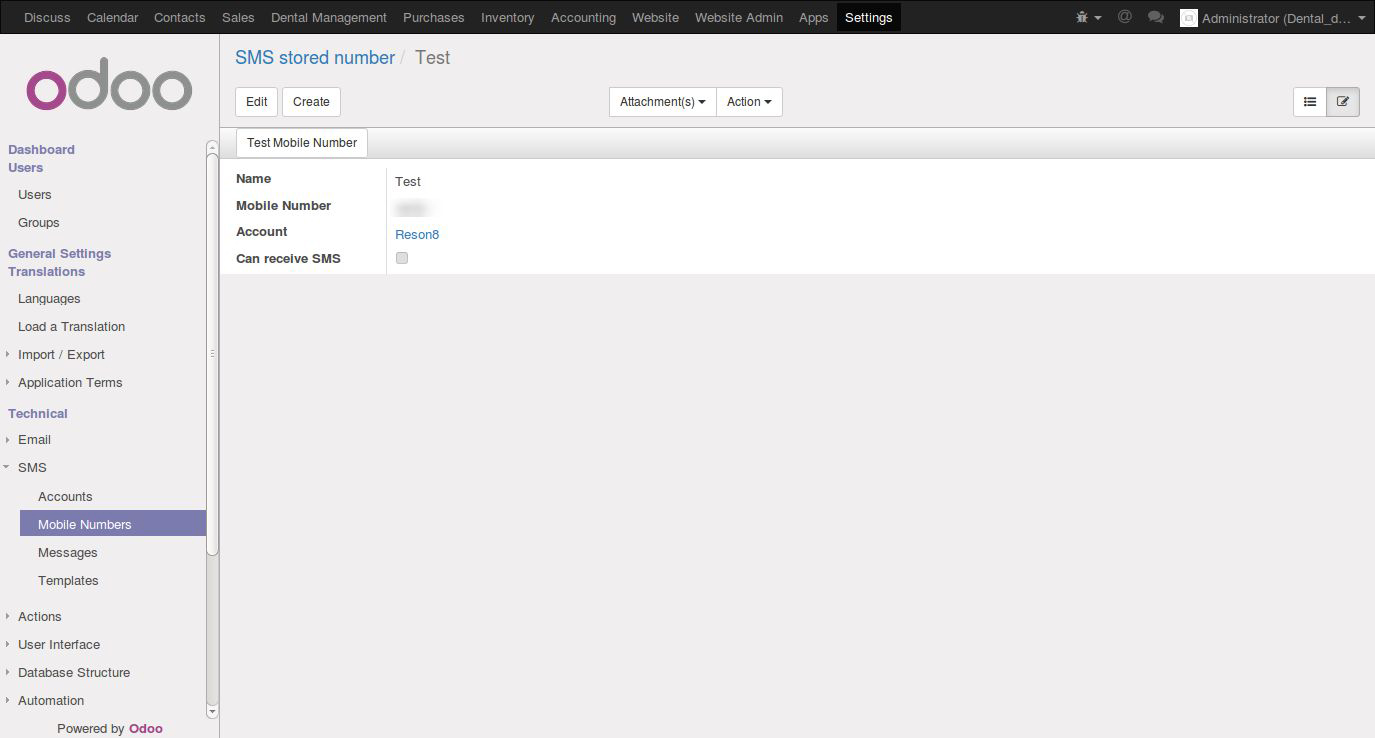 Discuss Calendar Contacts Sales Dental Management Purchases Inventory Accounting Website Website Admin Apps Settings @ Administrator (Dental_d...
odoo
SMS stored number / Test
Edit Create Attachment(s) Action
Test Mobile Number
Dashboard
Users
Users
Groups
General Settings
Translations
Languages
Load a Translation
Import / Export
Application Terms
Technical
Email
SMS
Accounts
Mobile Numbers
Messages
Templates
Actions
User Interface
Database Structure
Automation
Powered by Odoo
Name Test
Mobile Number
Account Reson8
Can receive SMS